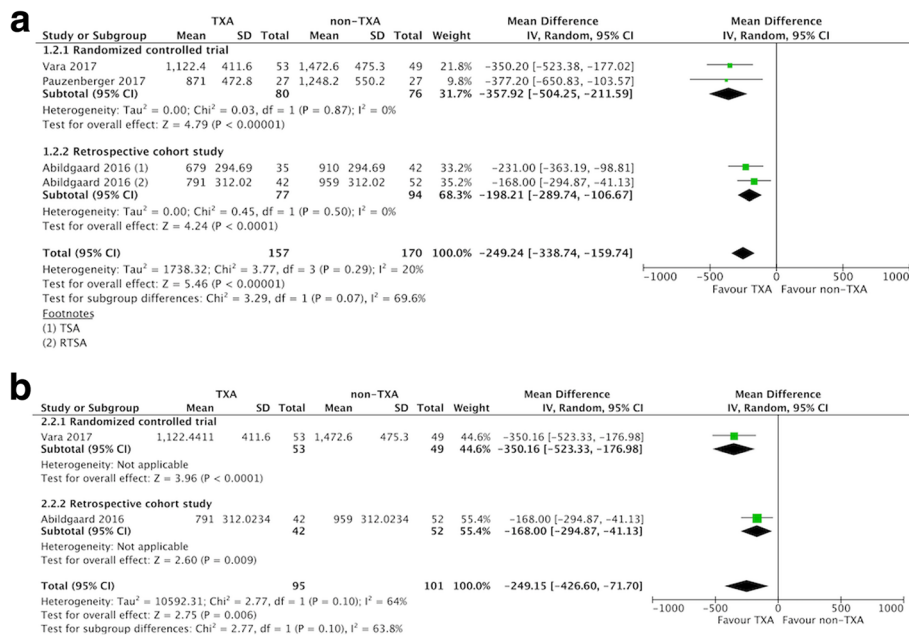 a
TXA non-TXA Mean Difference Mean Difference
Study or Subgroup Mean SD Total Mean SD Total Weight IV, Random, 95% CI IV, Random, 95% CI
1.2.1 Randomized controlled trial
Vara 2017 1,122.4 411.6 53 1,472.6 475.3 49 21.8% -350.20 [-523.38, -177.02]
Pauzenberger 2017 871 472.8 27 1,248.2 550.2 27 9.8% -377.20 [-650.83, -103.57]
Subtotal (95% CI) 80 76 31.7% -357.92 [-504.25, -211.59]
Heterogeneity: Tau² = 0.00; Chi² = 0.03, df = 1 (P = 0.87); I² = 0%
Test for overall effect: Z = 4.79 (P < 0.00001)
1.2.2 Retrospective cohort study
Abildgaard 2016 (1) 679 294.69 35 910 294.69 42 33.2% -231.00 [-363.19, -98.81]
Abildgaard 2016 (2) 791 312.02 42 959 312.02 52 35.2% -168.00 [-294.87, -41.13]
Subtotal (95% CI) 77 94 68.3% -198.21 [-289.74, -106.67]
Heterogeneity: Tau² = 0.00; Chi² = 0.45, df = 1 (P = 0.50); I² = 0%
Test for overall effect: Z = 4.24 (P < 0.0001)
Total (95% CI) 157 170 100.0% -249.24 [-338.74, -159.74]
Heterogeneity: Tau² = 1738.32; Chi² = 3.77, df = 3 (P = 0.29); I² = 20%
Test for overall effect: Z = 5.46 (P < 0.00001)
Test for subgroup differences: Chi² = 3.29, df = 1 (P = 0.07), I² = 69.6%
-1000 -500 0 500 1000
Favour TXA Favour non-TXA
Footnotes
(1) TSA
(2) RTSA
b
TXA non-TXA Mean Difference Mean Difference
Study or Subgroup Mean SD Total Mean SD Total Weight IV, Random, 95% CI IV, Random, 95% CI
2.2.1 Randomized controlled trial
Vara 2017 1,122.4411 411.6 53 1,472.6 475.3 49 44.6% -350.16 [-523.33, -176.98]
Subtotal (95% CI) 53 49 44.6% -350.16 [-523.33, -176.98]
Heterogeneity: Not applicable
Test for overall effect: Z = 3.96 (P < 0.0001)
2.2.2 Retrospective cohort study
Abildgaard 2016 791 312.0234 42 959 312.0234 52 55.4% -168.00 [-294.87, -41.13]
Subtotal (95% CI) 42 52 55.4% -168.00 [-294.87, -41.13]
Heterogeneity: Not applicable
Test for overall effect: Z = 2.60 (P = 0.009)
Total (95% CI) 95 101 100.0% -249.15 [-426.60, -71.70]
Heterogeneity: Tau² = 10592.31; Chi² = 2.77, df = 1 (P = 0.10); I² = 64%
Test for overall effect: Z = 2.75 (P = 0.006)
Test for subgroup differences: Chi² = 2.77, df = 1 (P = 0.10), I² = 63.8%
-1000 -500 0 500 1000
Favour TXA Favour non-TXA